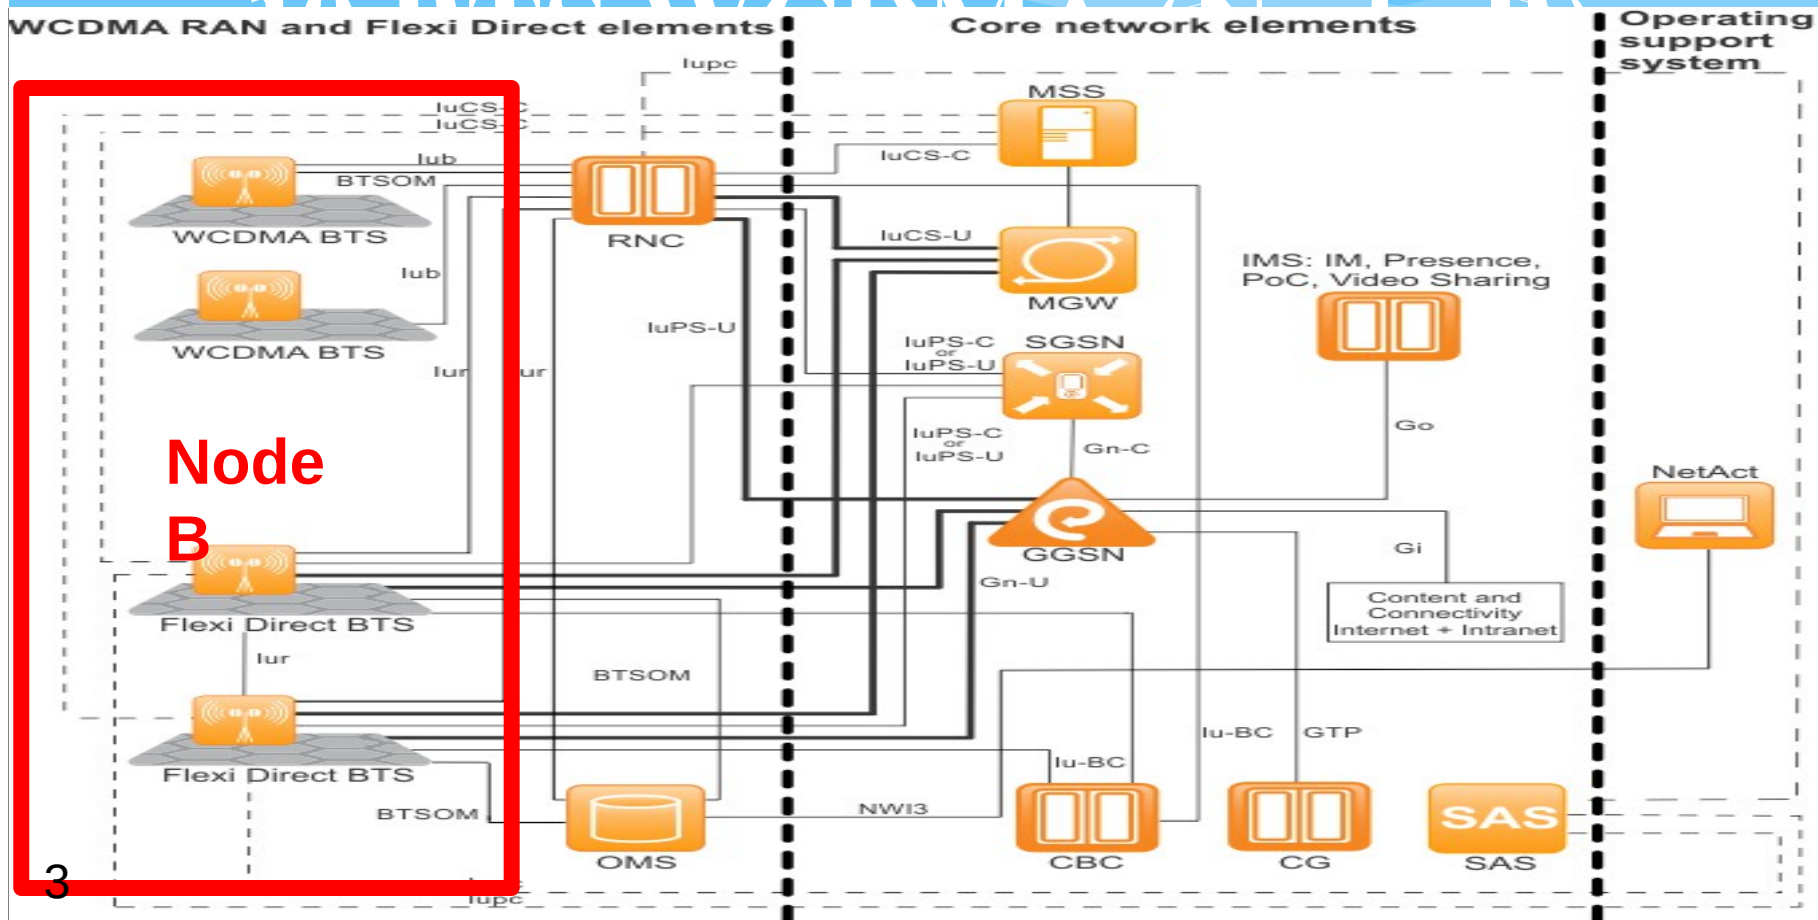 WCDMA RAN and Flexi Direct elements
Core network elements
Operating
support
system
Iupc
MSS
IuCS-C
IuCS-C
IuCS-C
Iub
BTSOM
WCDMA BTS
RNC
IuCS-U
Iub
MGW
IMS: IM, Presence,
PoC, Video Sharing
WCDMA BTS
IuPS-U
IuPS-C
or
IuPS-U
SGSN
Iur
ur
Go
IuPS-C
or
IuPS-U
Gn-C
Node
B
NetAct
GGSN
Gi
Gn-U
Content and
Connectivity
Internet + Intranet
Flexi Direct BTS
Iur
BTSOM
Iu-BC
GTP
Flexi Direct BTS
Iu-BC
BTSOM
NWI3
SAS
OMS
CBC
CG
SAS
3
Iupc